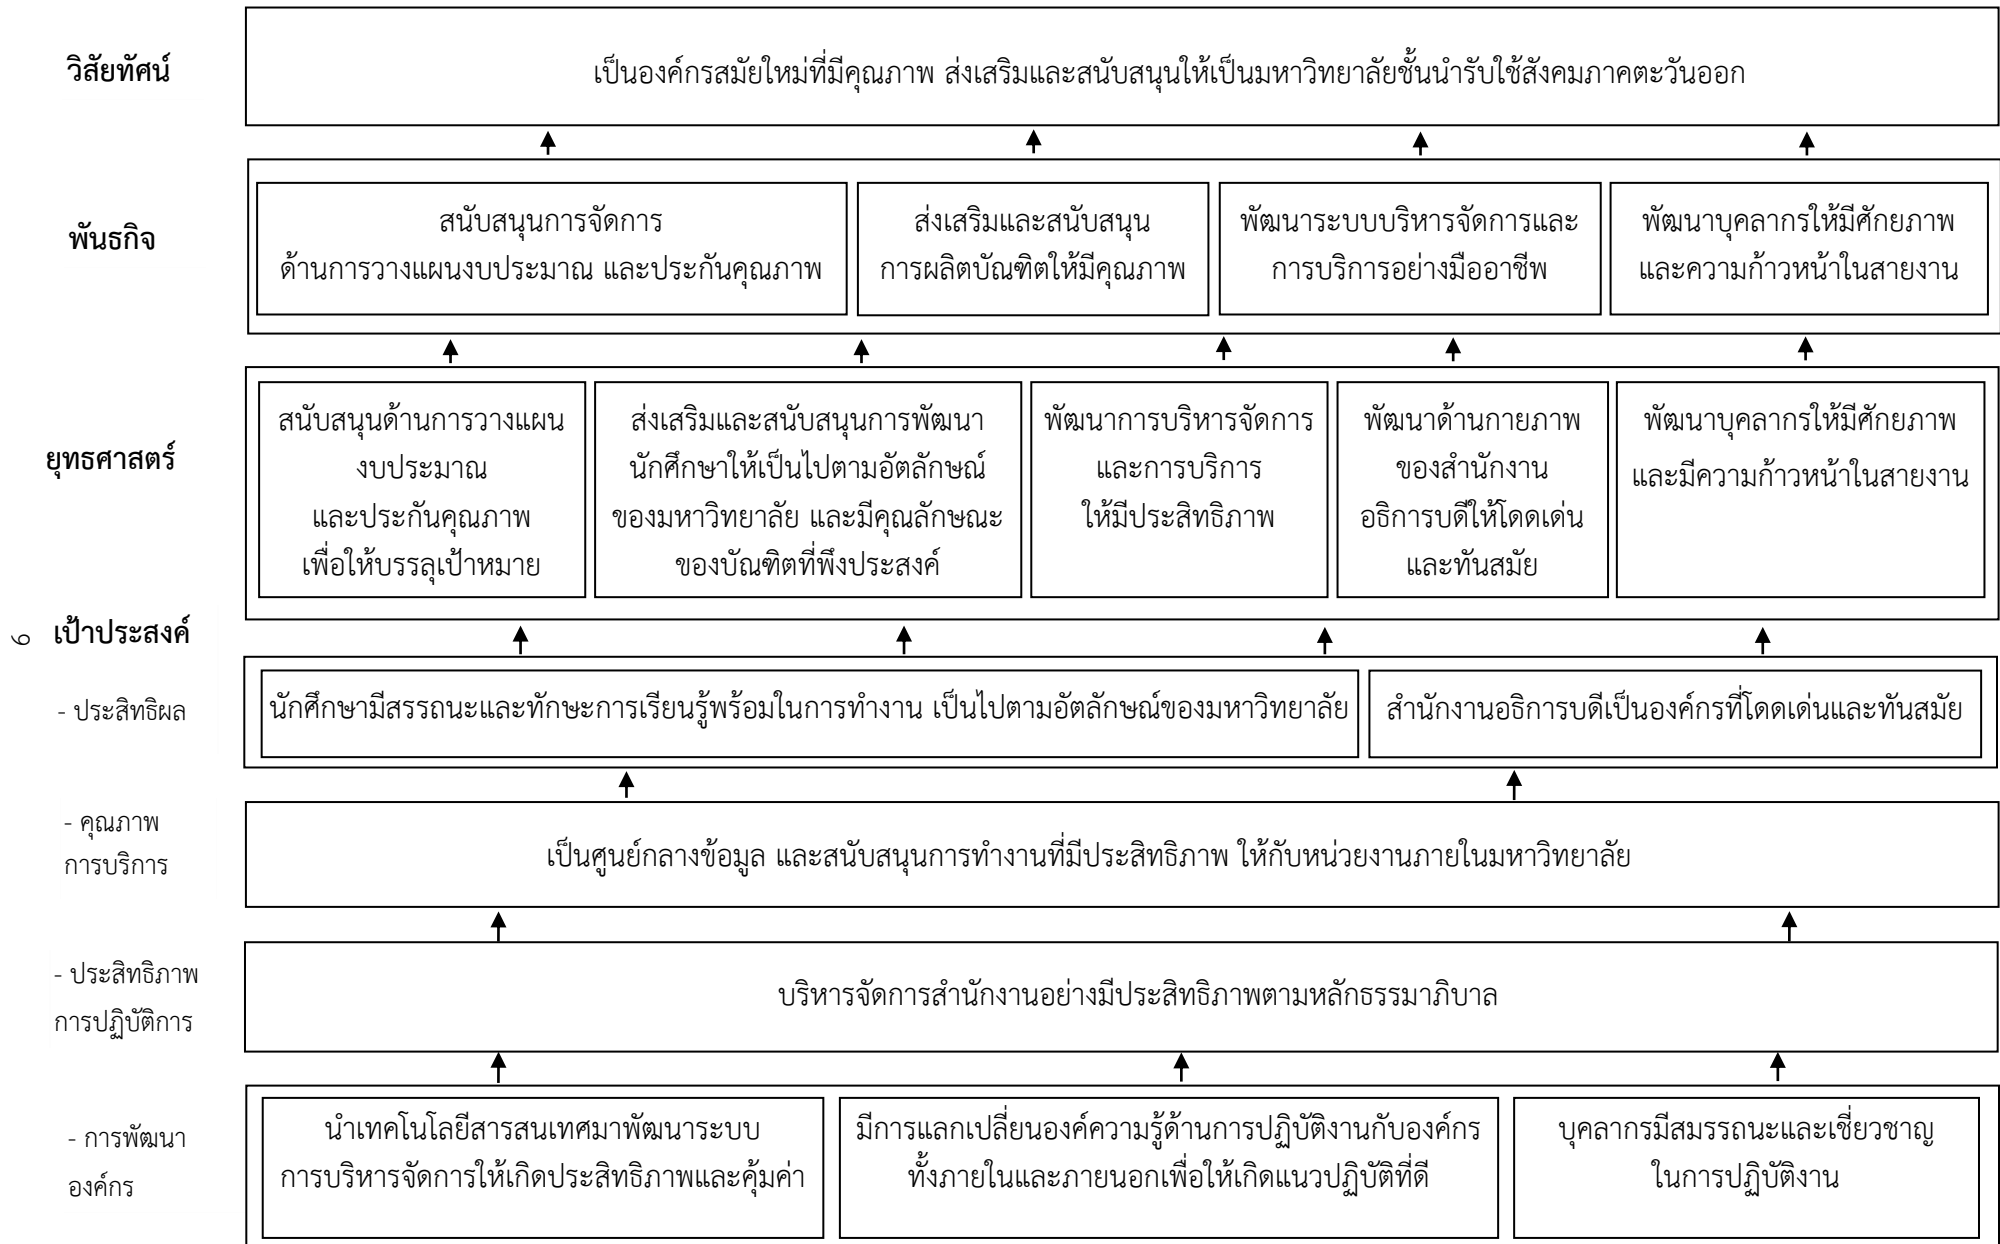 วิสัยทัศน์
เป็นองค์กรสมัยใหม่ที่มีคุณภาพ ส่งเสริมและสนับสนุนให้เป็นมหาวิทยาลัยชั้นนำรับใช้สังคมภาคตะวันออก
พันธกิจ
สนับสนุนการจัดการ
ด้านการวางแผนงบประมาณ และประกันคุณภาพ
ส่งเสริมและสนับสนุน
การผลิตบัณฑิตให้มีคุณภาพ
พัฒนาระบบบริหารจัดการและ
การบริการอย่างมืออาชีพ
พัฒนาบุคลากรให้มีศักยภาพ
และความก้าวหน้าในสายงาน
ยุทธศาสตร์
สนับสนุนด้านการวางแผน
งบประมาณ
และประกันคุณภาพ
เพื่อให้บรรลุเป้าหมาย
ส่งเสริมและสนับสนุนการพัฒนา
นักศึกษาให้เป็นไปตามอัตลักษณ์
ของมหาวิทยาลัย และมีคุณลักษณะ
ของบัณฑิตที่พึงประสงค์
พัฒนาการบริหารจัดการ
และการบริการ
ให้มีประสิทธิภาพ
พัฒนาด้านกายภาพ
ของสำนักงาน
อธิการบดีให้โดดเด่น
และทันสมัย
พัฒนาบุคลากรให้มีศักยภาพ
และมีความก้าวหน้าในสายงาน
เป้าประสงค์
- ประสิทธิผล
นักศึกษามีสรรถนะและทักษะการเรียนรู้พร้อมในการทำงาน เป็นไปตามอัตลักษณ์ของมหาวิทยาลัย
สำนักงานอธิการบดีเป็นองค์กรที่โดดเด่นและทันสมัย
- คุณภาพ
การบริการ
เป็นศูนย์กลางข้อมูล และสนับสนุนการทำงานที่มีประสิทธิภาพ ให้กับหน่วยงานภายในมหาวิทยาลัย
- ประสิทธิภาพ
การปฏิบัติการ
บริหารจัดการสำนักงานอย่างมีประสิทธิภาพตามหลักธรรมาภิบาล
- การพัฒนา
องค์กร
นำเทคโนโลยีสารสนเทศมาพัฒนาระบบ
การบริหารจัดการให้เกิดประสิทธิภาพและคุ้มค่า
มีการแลกเปลี่ยนองค์ความรู้ด้านการปฏิบัติงานกับองค์กร
ทั้งภายในและภายนอกเพื่อให้เกิดแนวปฏิบัติที่ดี
บุคลากรมีสมรรถนะและเชี่ยวชาญ
ในการปฏิบัติงาน